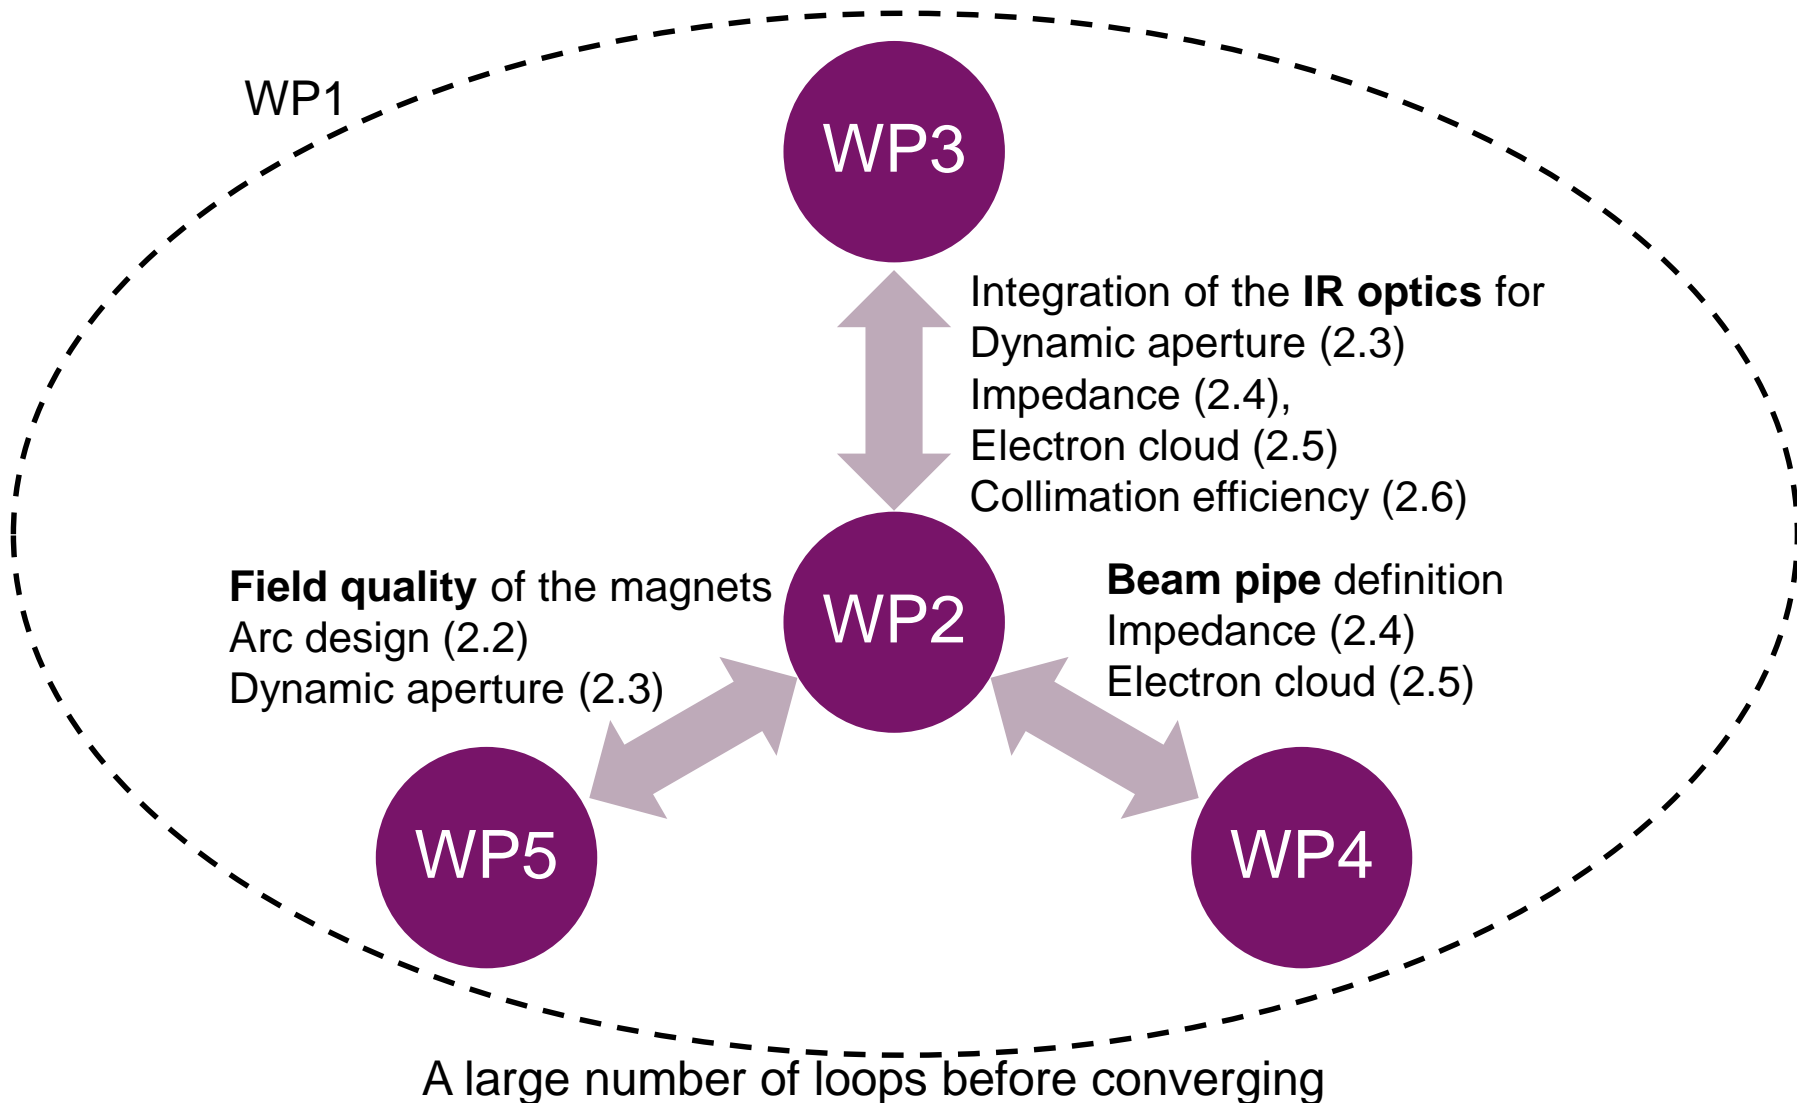 WP1
WP3
Integration of the IR optics for
Dynamic aperture (2.3)
Impedance (2.4),
Electron cloud (2.5)
Collimation efficiency (2.6)
Field quality of the magnets
Arc design (2.2)
Dynamic aperture (2.3)
WP2
Beam pipe definition
Impedance (2.4)
Electron cloud (2.5)
WP5
WP4
A large number of loops before converging